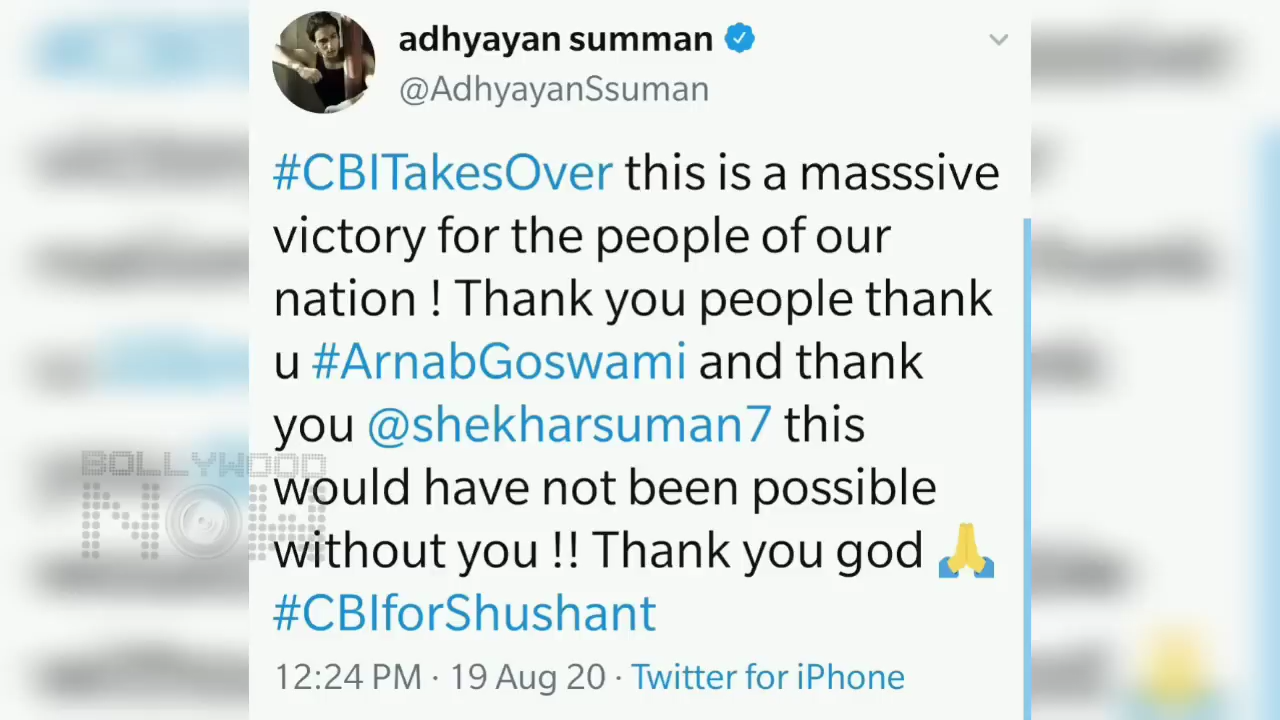 adhyayan summan
@AdhyayanSsuman
#CBITakesOver this is a masssive
victory for the people of our
nation ! Thank you people thank
u #ArnabGoswami and thank
you @shekharsuman7 this
would have not been possible
without you !! Thank you god 🙏
#CBIforShushant
12:24 PM · 19 Aug 20 · Twitter for iPhone
BOLLYWOOD
NOW